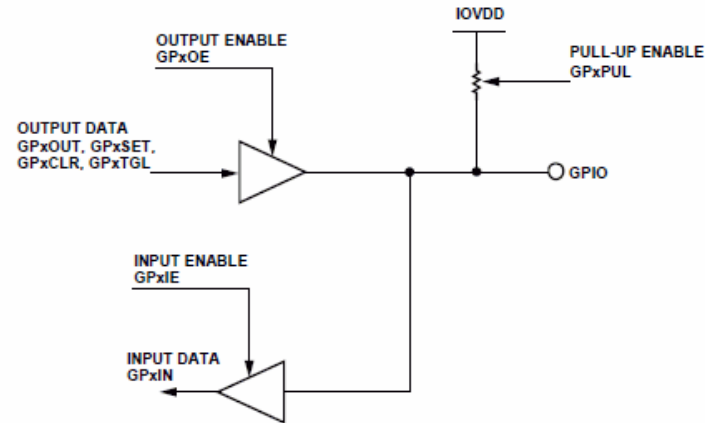 IOVDD
OUTPUT ENABLE
GPxOE
PULL-UP ENABLE
GPxPUL
OUTPUT DATA
GPxOUT, GPxSET,
GPxCLR, GPxTGL
GPIO
INPUT ENABLE
GPxIE
INPUT DATA
GPxIN